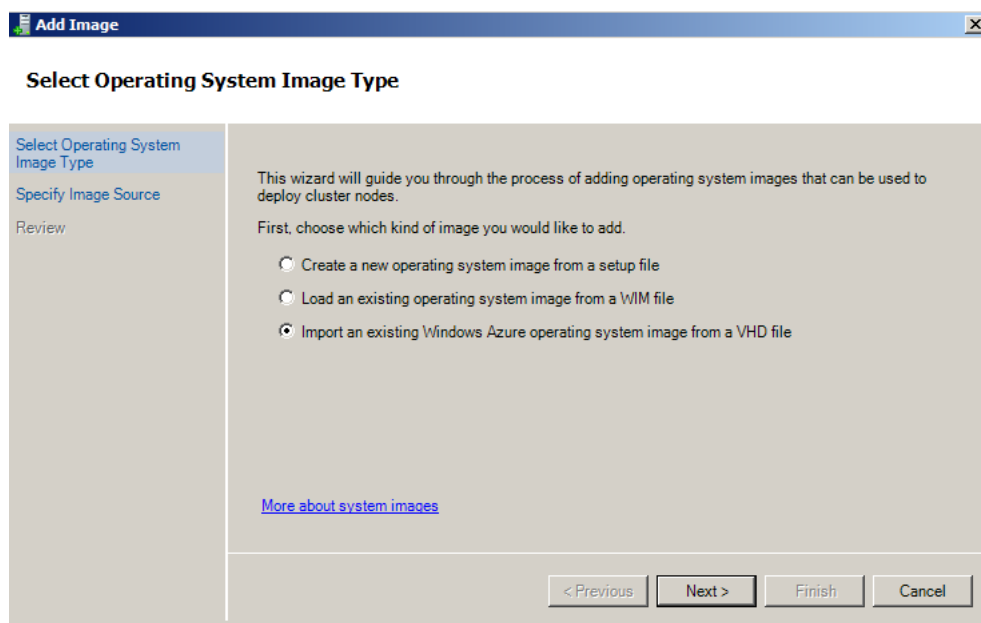 Add Image
Select Operating System Image Type
Select Operating System
Image Type
Specify Image Source
Review
This wizard will guide you through the process of adding operating system images that can be used to
deploy cluster nodes.
First, choose which kind of image you would like to add.
Create a new operating system image from a setup file
Load an existing operating system image from a WIM file
Import an existing Windows Azure operating system image from a VHD file
More about system images
< Previous
Next >
Finish
Cancel